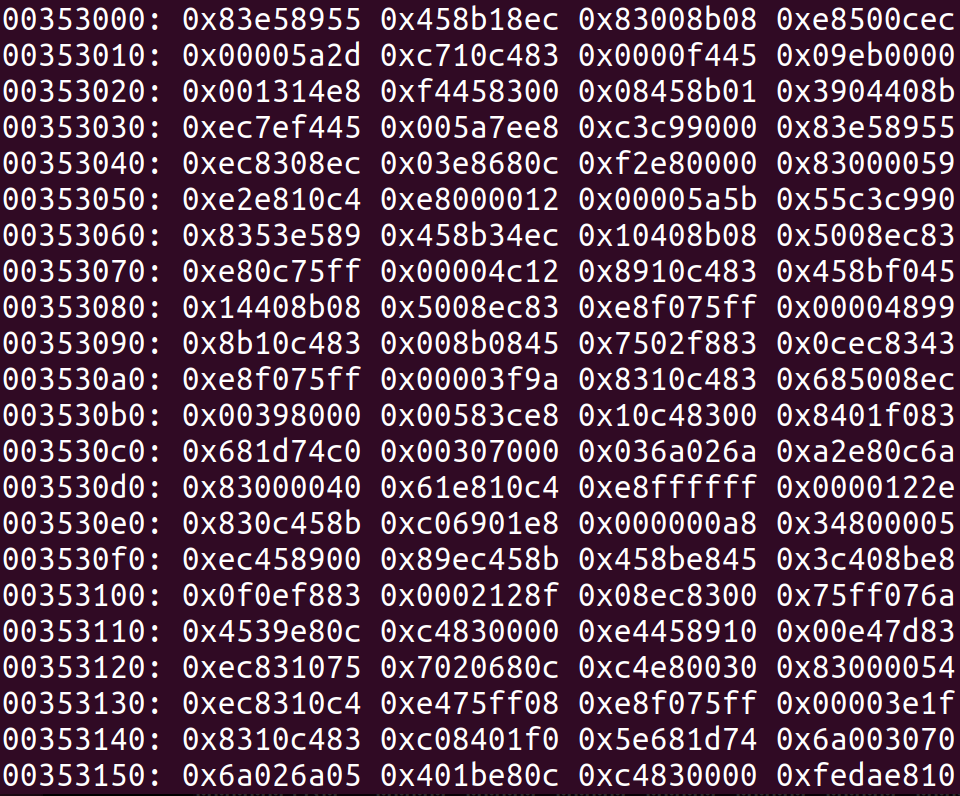 00353000: 0x83e58955 0x458b18ec 0x83008b08 0xe8500cec
00353010: 0x00005a2d 0xc710c483 0x0000f445 0x09eb0000
00353020: 0x001314e8 0xf4458300 0x08458b01 0x3904408b
00353030: 0xec7ef445 0x005a7ee8 0xc3c99000 0x83e58955
00353040: 0xec8308ec 0x03e8680c 0xf2e80000 0x83000059
00353050: 0xe2e810c4 0xe8000012 0x00005a5b 0x55c3c990
00353060: 0x8353e589 0x458b34ec 0x10408b08 0x5008ec83
00353070: 0xe80c75ff 0x00004c12 0x8910c483 0x458bf045
00353080: 0x14408b08 0x5008ec83 0xe8f075ff 0x00004899
00353090: 0x8b10c483 0x008b0845 0x7502f883 0x0cec8343
003530a0: 0xe8f075ff 0x00003f9a 0x8310c483 0x685008ec
003530b0: 0x00398000 0x00583ce8 0x10c48300 0x8401f083
003530c0: 0x681d74c0 0x00307000 0x036a026a 0xa2e80c6a
003530d0: 0x83000040 0x61e810c4 0xe8ffffff 0x0000122e
003530e0: 0x830c458b 0xc06901e8 0x000000a8 0x34800005
003530f0: 0xec458900 0x89ec458b 0x458be845 0x3c408be8
00353100: 0x0f0ef883 0x0002128f 0x08ec8300 0x75ff076a
00353110: 0x4539e80c 0xc4830000 0xe4458910 0x00e47d83
00353120: 0xec831075 0x7020680c 0xc4e80030 0x83000054
00353130: 0xec8310c4 0xe475ff08 0xe8f075ff 0x00003e1f
00353140: 0x8310c483 0xc08401f0 0x5e681d74 0x6a003070
00353150: 0x6a026a05 0x401be80c 0xc4830000 0xfedae810